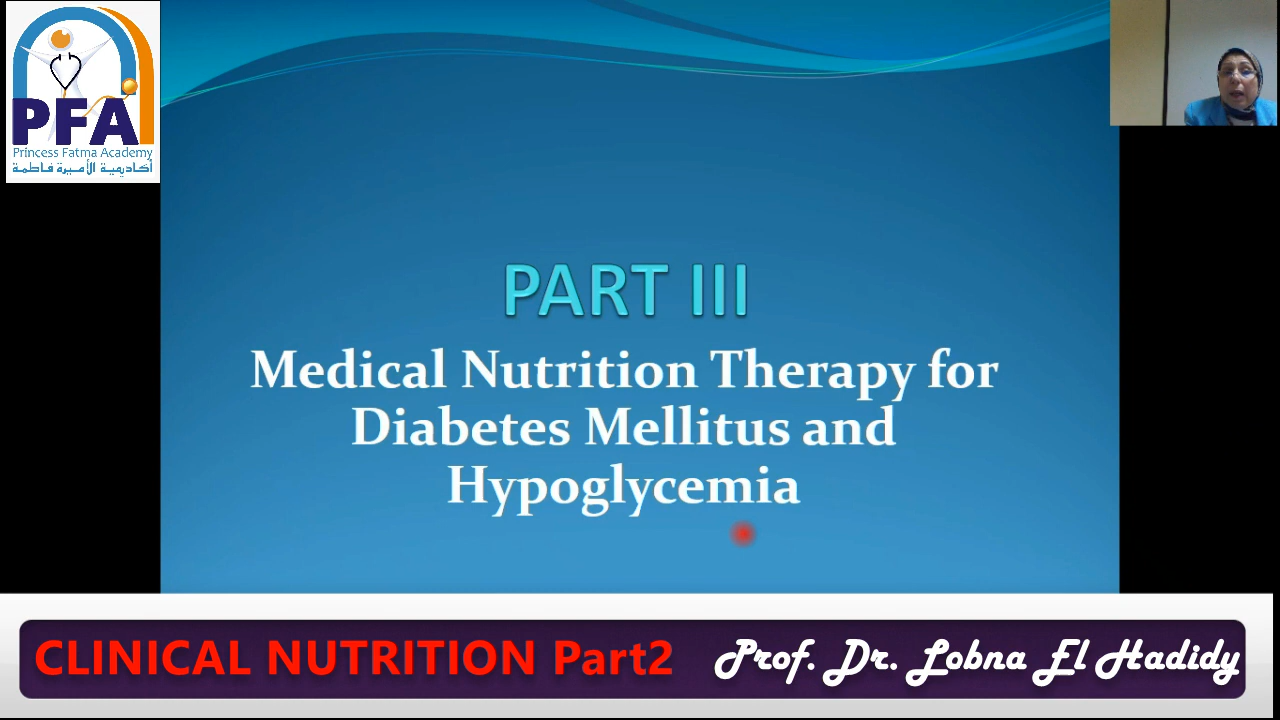 PFA
Princess Fatma Academy
أكاديمية الأميرة فاطمة
PART III
Medical Nutrition Therapy for
Diabetes Mellitus and
Hypoglycemia
CLINICAL NUTRITION Part2
Prof. Dr. Lobna El Hadidy